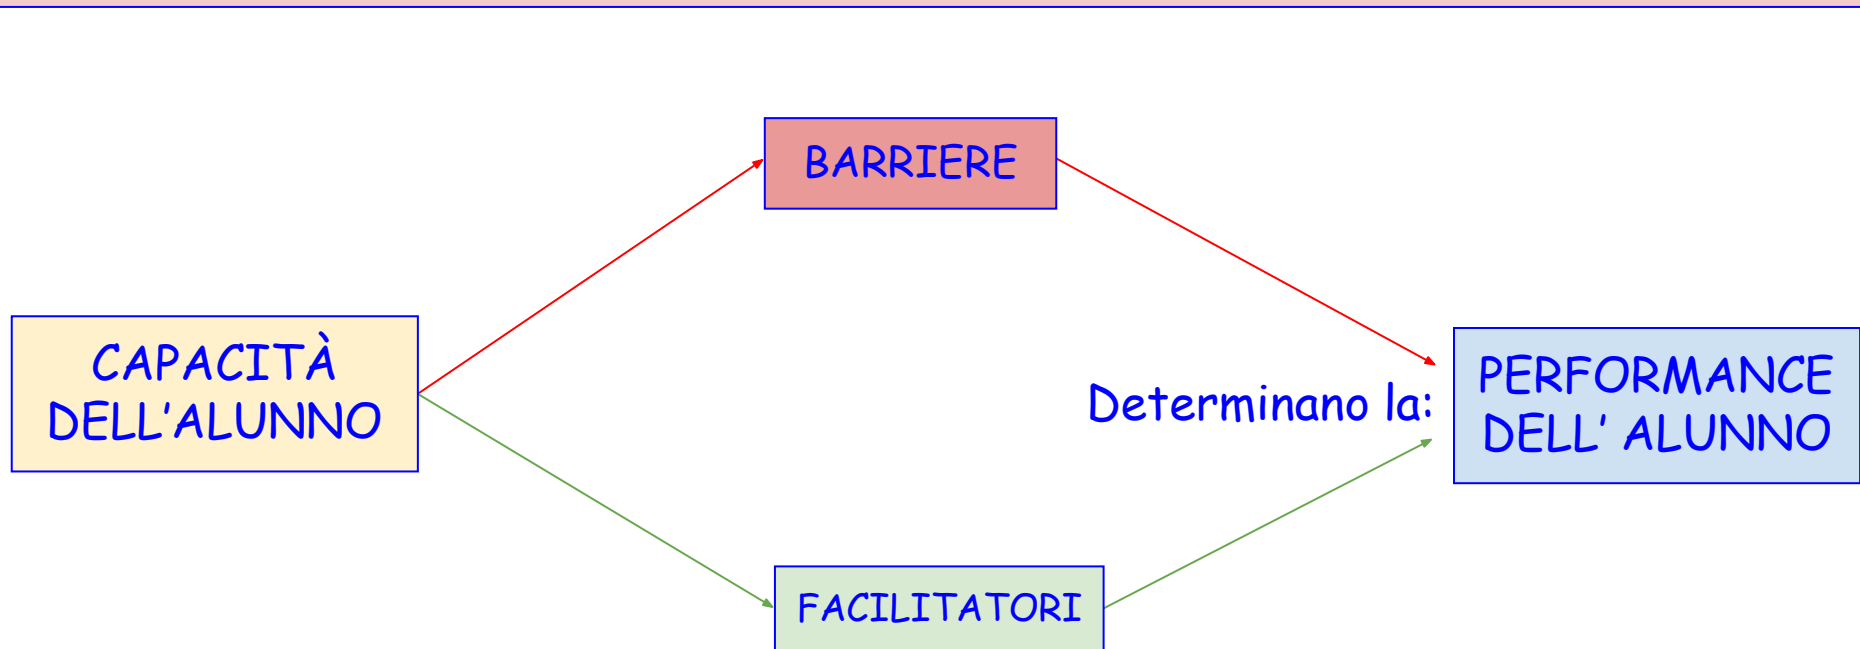 BARRIERE
CAPACITÀ
DELL'ALUNNO
Determinano la:
PERFORMANCE
DELL' ALUNNO
FACILITATORI